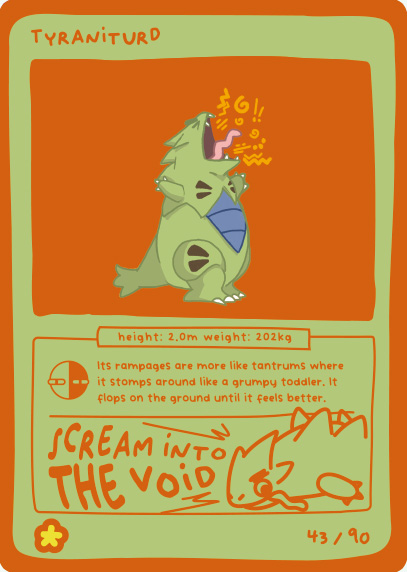 TYRANiTURD
!!
height: 2.0m weight: 202kg
Its rampages are more like tantrums where
it stomps around like a grumpy toddler. It
flops on the ground until it feels better.
SCREAM iNTO
THE VOiD
43 / 90